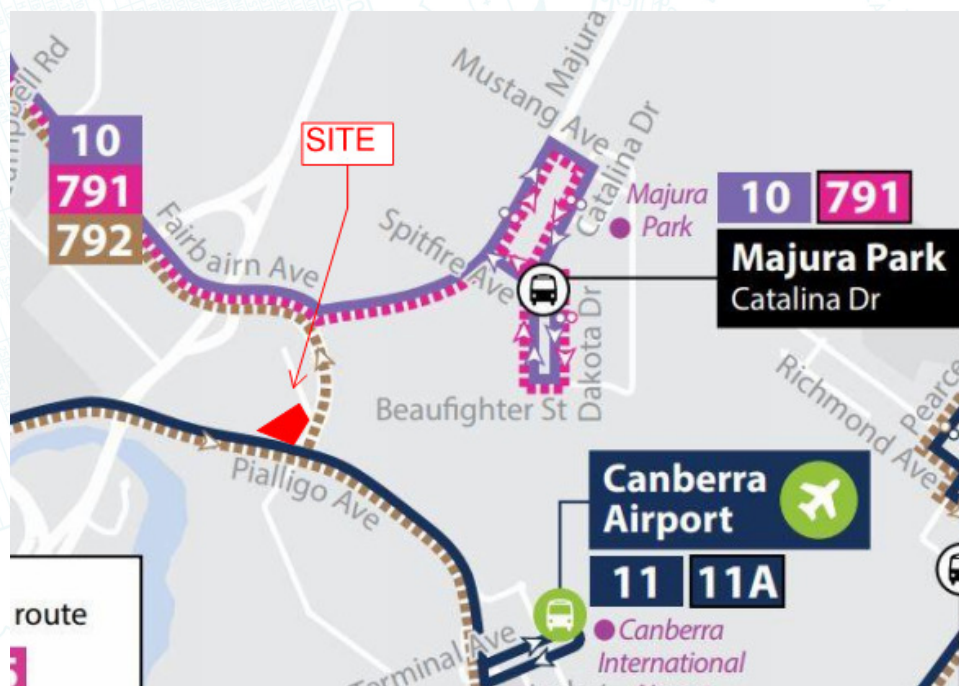 Majura
Mustang Ave
Catalina Dr
SITE
10
791
792
Fairbairn Ave
Spitfire Ave
Majura
Park
10
791
Majura Park
Catalina Dr
Dakota Dr
Beaufighter St
Richmond Ave
Pialligo Ave
Canberra
Airport
11
11A
route
Terminal Ave
Canberra
International